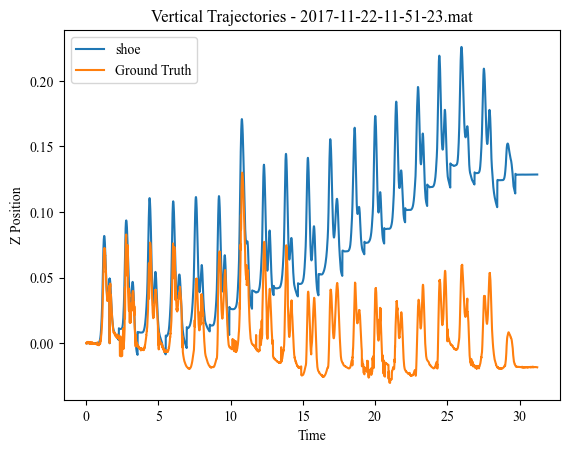 Vertical Trajectories - 2017-11-22-11-51-23.mat
shoe
Ground Truth
Z Position
0.20
0.15
0.10
0.05
0.00
0 5 10 15 20 25 30
Time